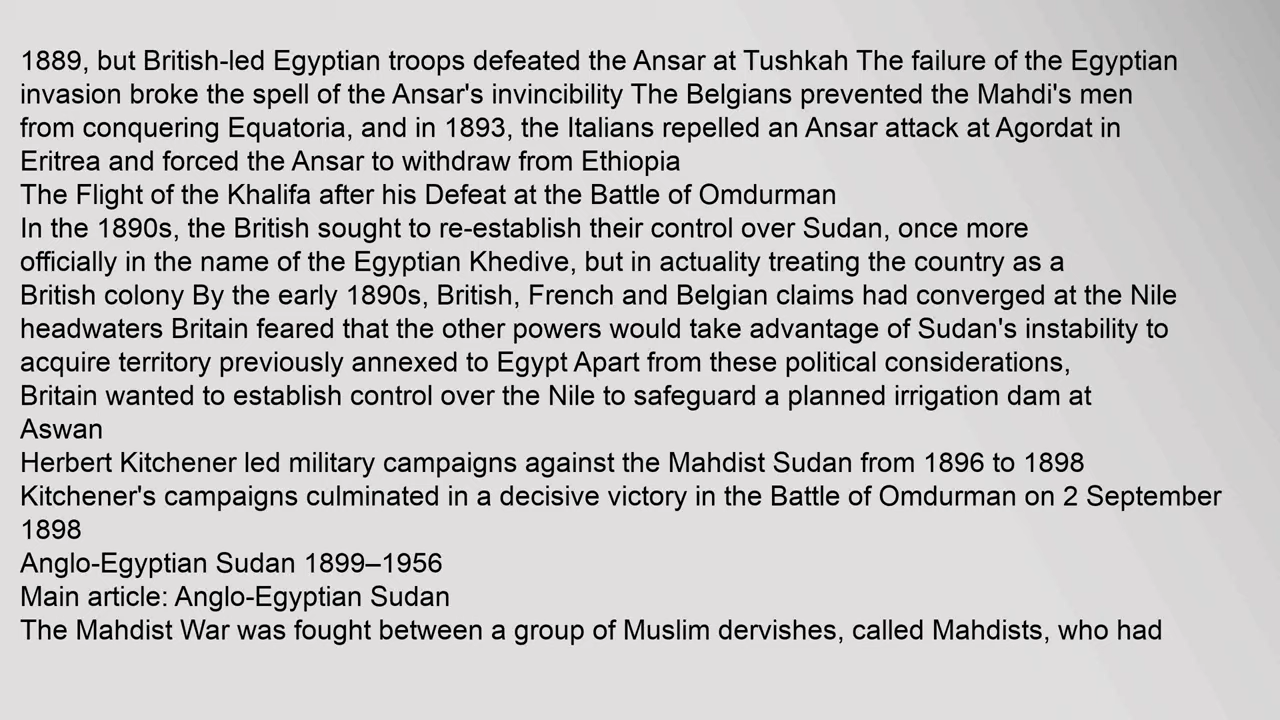 1889, but British-led Egyptian troops defeated the Ansar at Tushkah The failure of the Egyptian
invasion broke the spell of the Ansar's invincibility The Belgians prevented the Mahdi's men
from conquering Equatoria, and in 1893, the Italians repelled an Ansar attack at Agordat in
Eritrea and forced the Ansar to withdraw from Ethiopia
The Flight of the Khalifa after his Defeat at the Battle of Omdurman
In the 1890s, the British sought to re-establish their control over Sudan, once more
officially in the name of the Egyptian Khedive, but in actuality treating the country as a
British colony By the early 1890s, British, French and Belgian claims had converged at the Nile
headwaters Britain feared that the other powers would take advantage of Sudan's instability to
acquire territory previously annexed to Egypt Apart from these political considerations,
Britain wanted to establish control over the Nile to safeguard a planned irrigation dam at
Aswan
Herbert Kitchener led military campaigns against the Mahdist Sudan from 1896 to 1898
Kitchener's campaigns culminated in a decisive victory in the Battle of Omdurman on 2 September
1898
Anglo-Egyptian Sudan 1899–1956
Main article: Anglo-Egyptian Sudan
The Mahdist War was fought between a group of Muslim dervishes, called Mahdists, who had